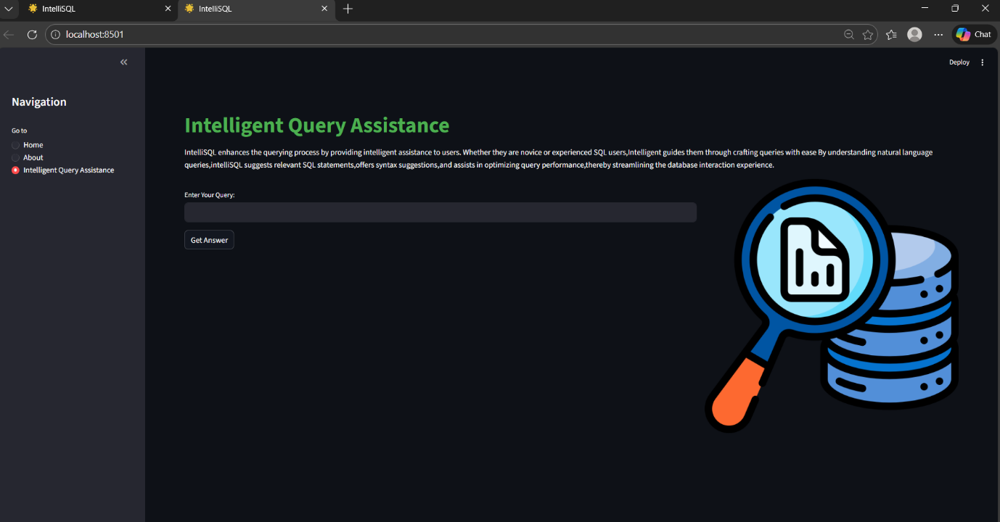 IntelliSQL
IntelliSQL
localhost:8501
Chat
Deploy
Navigation
Go to
Home
About
Intelligent Query Assistance
Intelligent Query Assistance
IntelliSQL enhances the querying process by providing intelligent assistance to users. Whether they are novice or experienced SQL users,Intelligent guides them through crafting queries with ease By understanding natural language
queries,intelliSQL suggests relevant SQL statements,offers syntax suggestions,and assists in optimizing query performance,thereby streamlining the database interaction experience.
Enter Your Query:
Get Answer